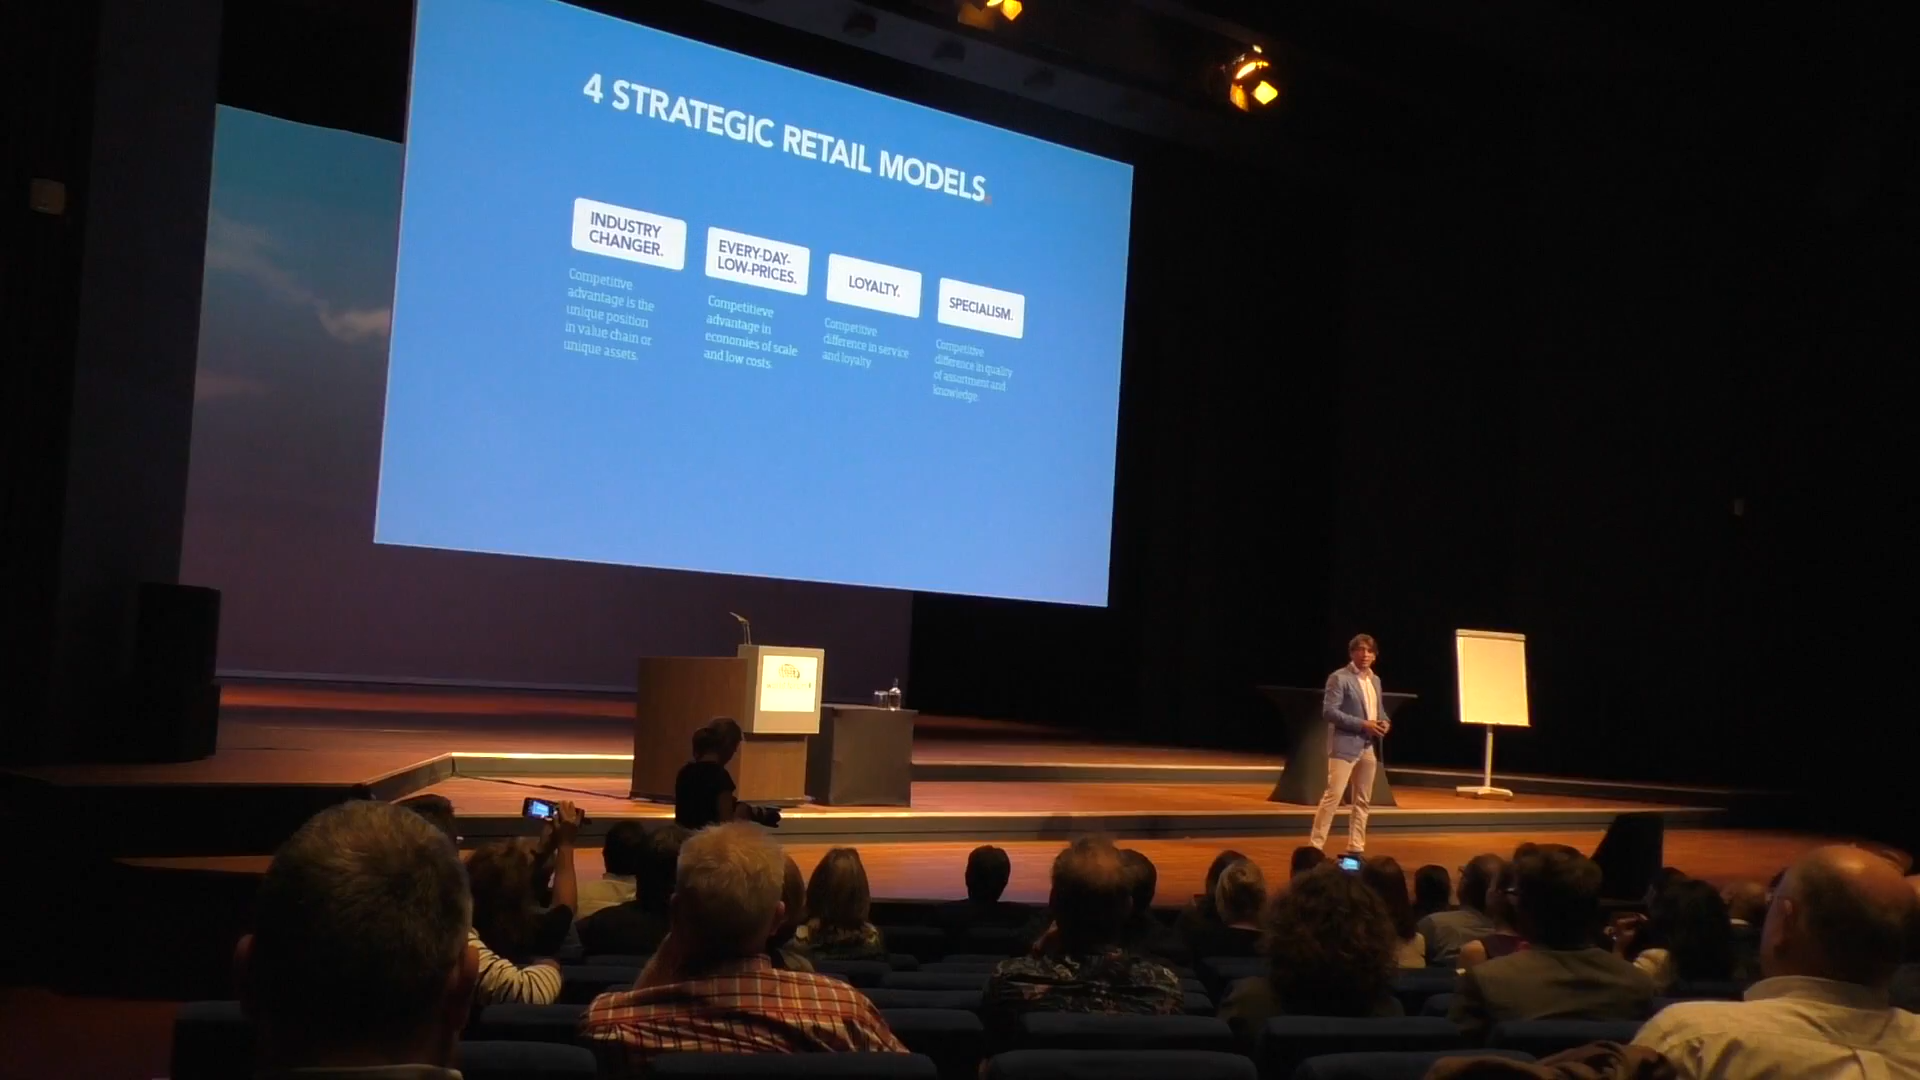 4 STRATEGIC RETAIL MODELS.
INDUSTRY
CHANGER.
Competitive
advantage is the
unique position
in value chain or
unique assets.
EVERY-DAY-
LOW-PRICES.
Competitieve
advantage in
economies of scale
and low costs.
LOYALTY.
Competitive
difference in service
and loyalty
SPECIALISM.
Competitive
difference in quality
of assortment and
knowledge.